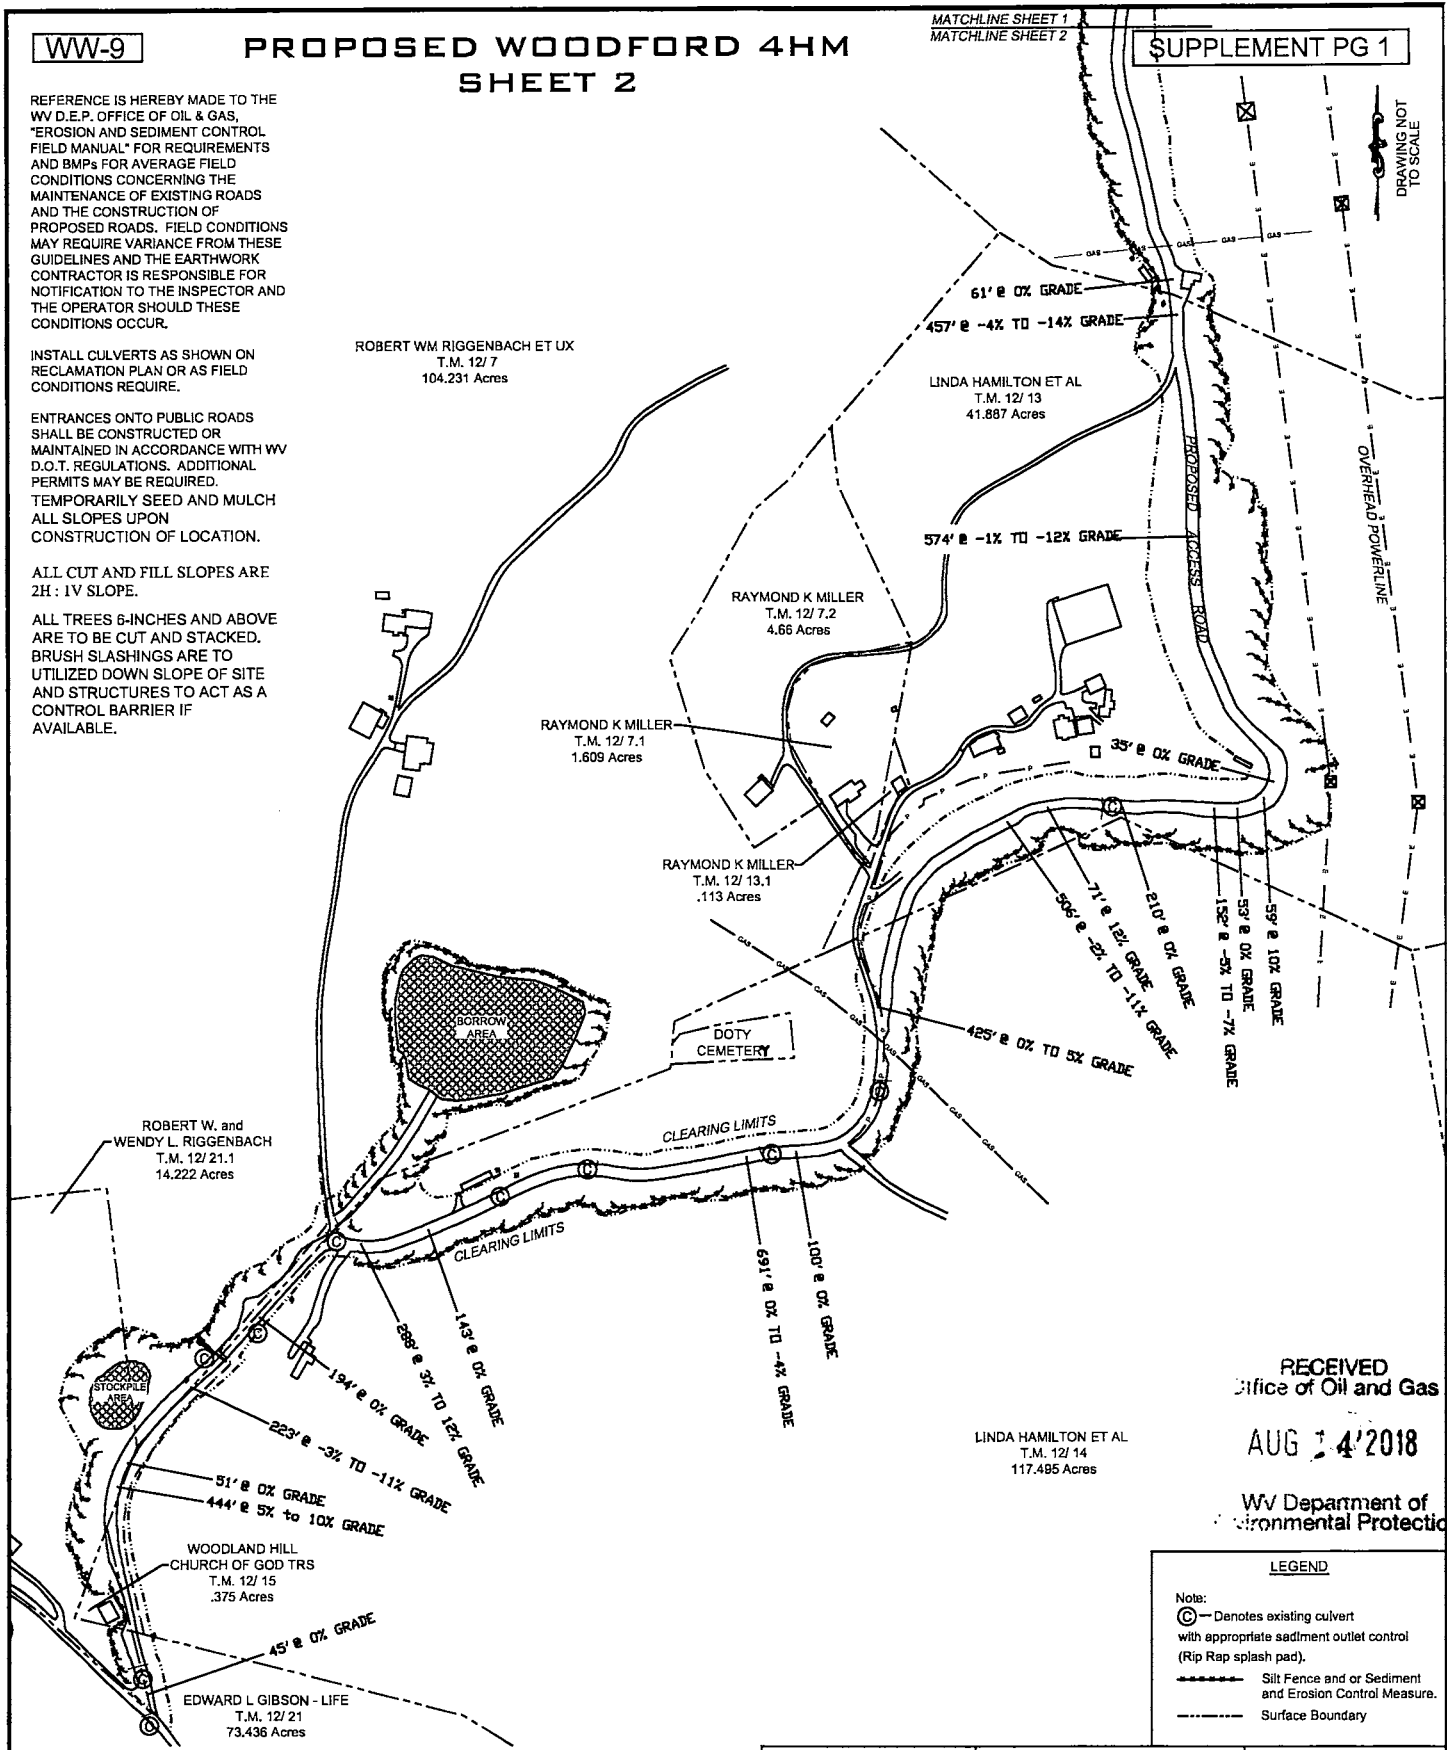 WW-9
PROPOSED WOODFORD 4HM
SHEET 2
MATCHLINE SHEET 1
MATCHLINE SHEET 2
SUPPLEMENT PG 1
DRAWING NOT
TO SCALE
REFERENCE IS HEREBY MADE TO THE
WV D.E.P. OFFICE OF OIL & GAS,
"EROSION AND SEDIMENT CONTROL
FIELD MANUAL" FOR REQUIREMENTS
AND BMPs FOR AVERAGE FIELD
CONDITIONS CONCERNING THE
MAINTENANCE OF EXISTING ROADS
AND THE CONSTRUCTION OF
PROPOSED ROADS. FIELD CONDITIONS
MAY REQUIRE VARIANCE FROM THESE
GUIDELINES AND THE EARTHWORK
CONTRACTOR IS RESPONSIBLE FOR
NOTIFICATION TO THE INSPECTOR AND
THE OPERATOR SHOULD THESE
CONDITIONS OCCUR.
INSTALL CULVERTS AS SHOWN ON
RECLAMATION PLAN OR AS FIELD
CONDITIONS REQUIRE.
ENTRANCES ONTO PUBLIC ROADS
SHALL BE CONSTRUCTED OR
MAINTAINED IN ACCORDANCE WITH WV
D.O.T. REGULATIONS. ADDITIONAL
PERMITS MAY BE REQUIRED.
TEMPORARILY SEED AND MULCH
ALL SLOPES UPON
CONSTRUCTION OF LOCATION.
ALL CUT AND FILL SLOPES ARE
2H : 1V SLOPE.
ALL TREES 6-INCHES AND ABOVE
ARE TO BE CUT AND STACKED.
BRUSH SLASHINGS ARE TO
UTILIZED DOWN SLOPE OF SITE
AND STRUCTURES TO ACT AS A
CONTROL BARRIER IF
AVAILABLE.
GAS GAS GAS GAS GAS
61' @ 0% GRADE
457' @ -4% TO -14% GRADE
ROBERT WM RIGGENBACH ET UX
T.M. 12/ 7
104.231 Acres
LINDA HAMILTON ET AL
T.M. 12/ 13
41.887 Acres
PROPOSED ACCESS ROAD
OVERHEAD POWERLINE
574' @ -1% TO -12% GRADE
RAYMOND K MILLER
T.M. 12/ 7.2
4.66 Acres
RAYMOND K MILLER
T.M. 12/ 7.1
1.609 Acres
35' @ 0% GRADE
RAYMOND K MILLER
T.M. 12/ 13.1
.113 Acres
506' @ -2% TO -11% GRADE
71' @ 12% GRADE
210' @ 0% GRADE
152' @ -5% TO -7% GRADE
53' @ 0% GRADE
59' @ 10% GRADE
GAS GAS GAS GAS GAS GAS GAS GAS GAS
BORROW
AREA
DOTY
CEMETERY
425' @ 0% TO 5% GRADE
ROBERT W. and
WENDY L. RIGGENBACH
T.M. 12/ 21.1
14.222 Acres
CLEARING LIMITS
CLEARING LIMITS
691' @ 0% TO -4% GRADE
100' @ 0% GRADE
143' @ 0% GRADE
288' @ 3% TO 12% GRADE
194' @ 0% GRADE
223' @ -3% TO -11% GRADE
STOCKPILE
AREA
51' @ 0% GRADE
444' @ 5% to 10% GRADE
WOODLAND HILL
CHURCH OF GOD TRS
T.M. 12/ 15
.375 Acres
45' @ 0% GRADE
EDWARD L GIBSON - LIFE
T.M. 12/ 21
73.436 Acres
LINDA HAMILTON ET AL
T.M. 12/ 14
117.495 Acres
RECEIVED
of Oil and Gas
AUG 14 2018
WV Department of
LEGEND
Note:
C — Denotes existing culvert
with appropriate sediment outlet control
(Rip Rap splash pad).
Silt Fence and or Sediment
and Erosion Control Measure.
Surface Boundary